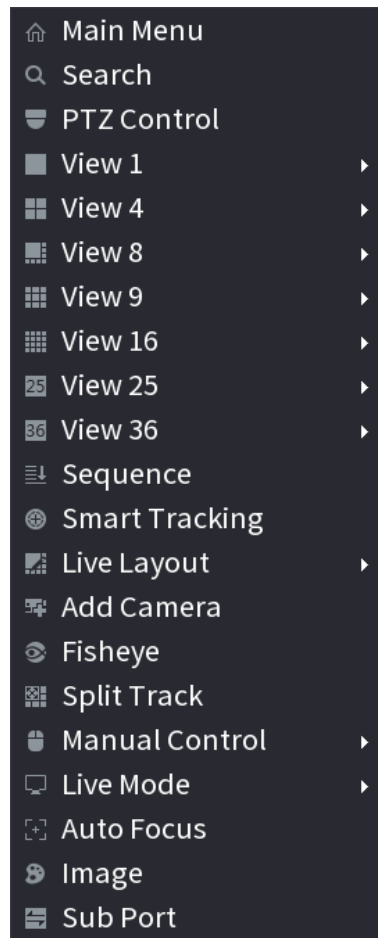 Main Menu
Search
PTZ Control
View 1
View 4
View 8
View 9
View 16
25 View 25
36 View 36
Sequence
Smart Tracking
Live Layout
Add Camera
Fisheye
Split Track
Manual Control
Live Mode
Auto Focus
Image
Sub Port